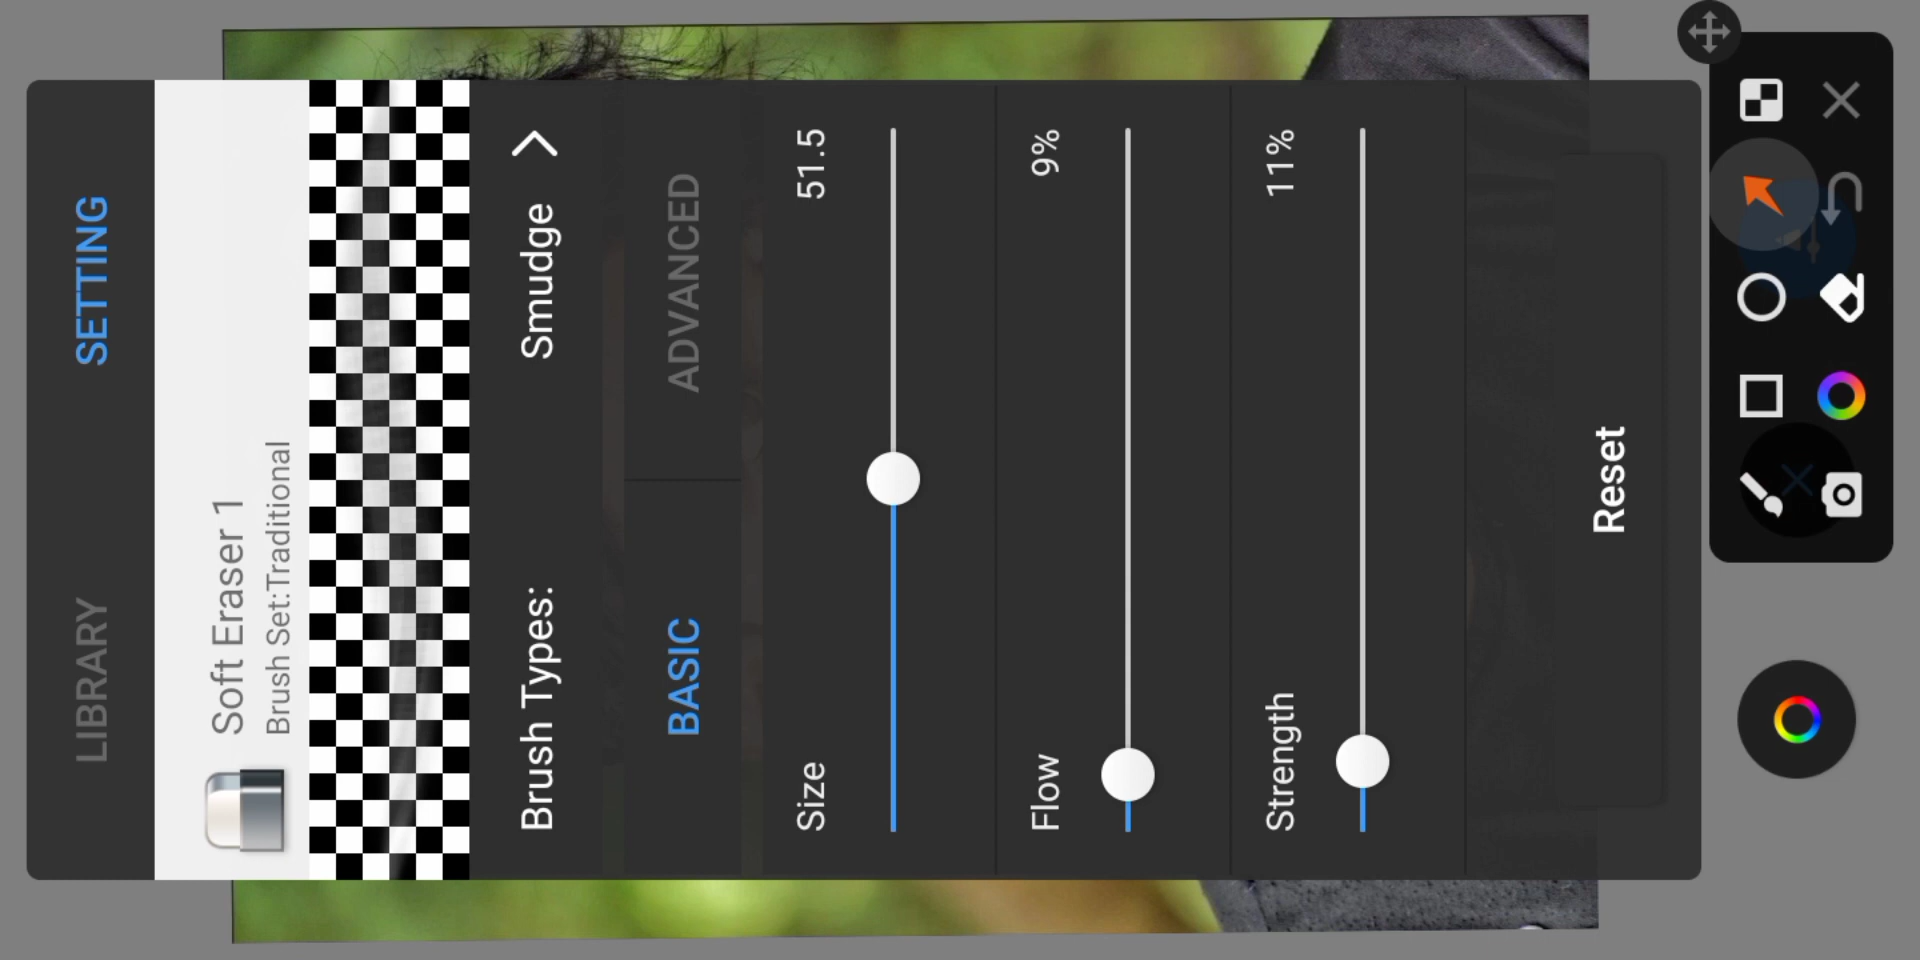 LIBRARY SETTING
Soft Eraser 1
Brush Set:Traditional
Brush Types: Smudge
BASIC ADVANCED
Size 51.5
Flow 9%
Strength 11%
Reset